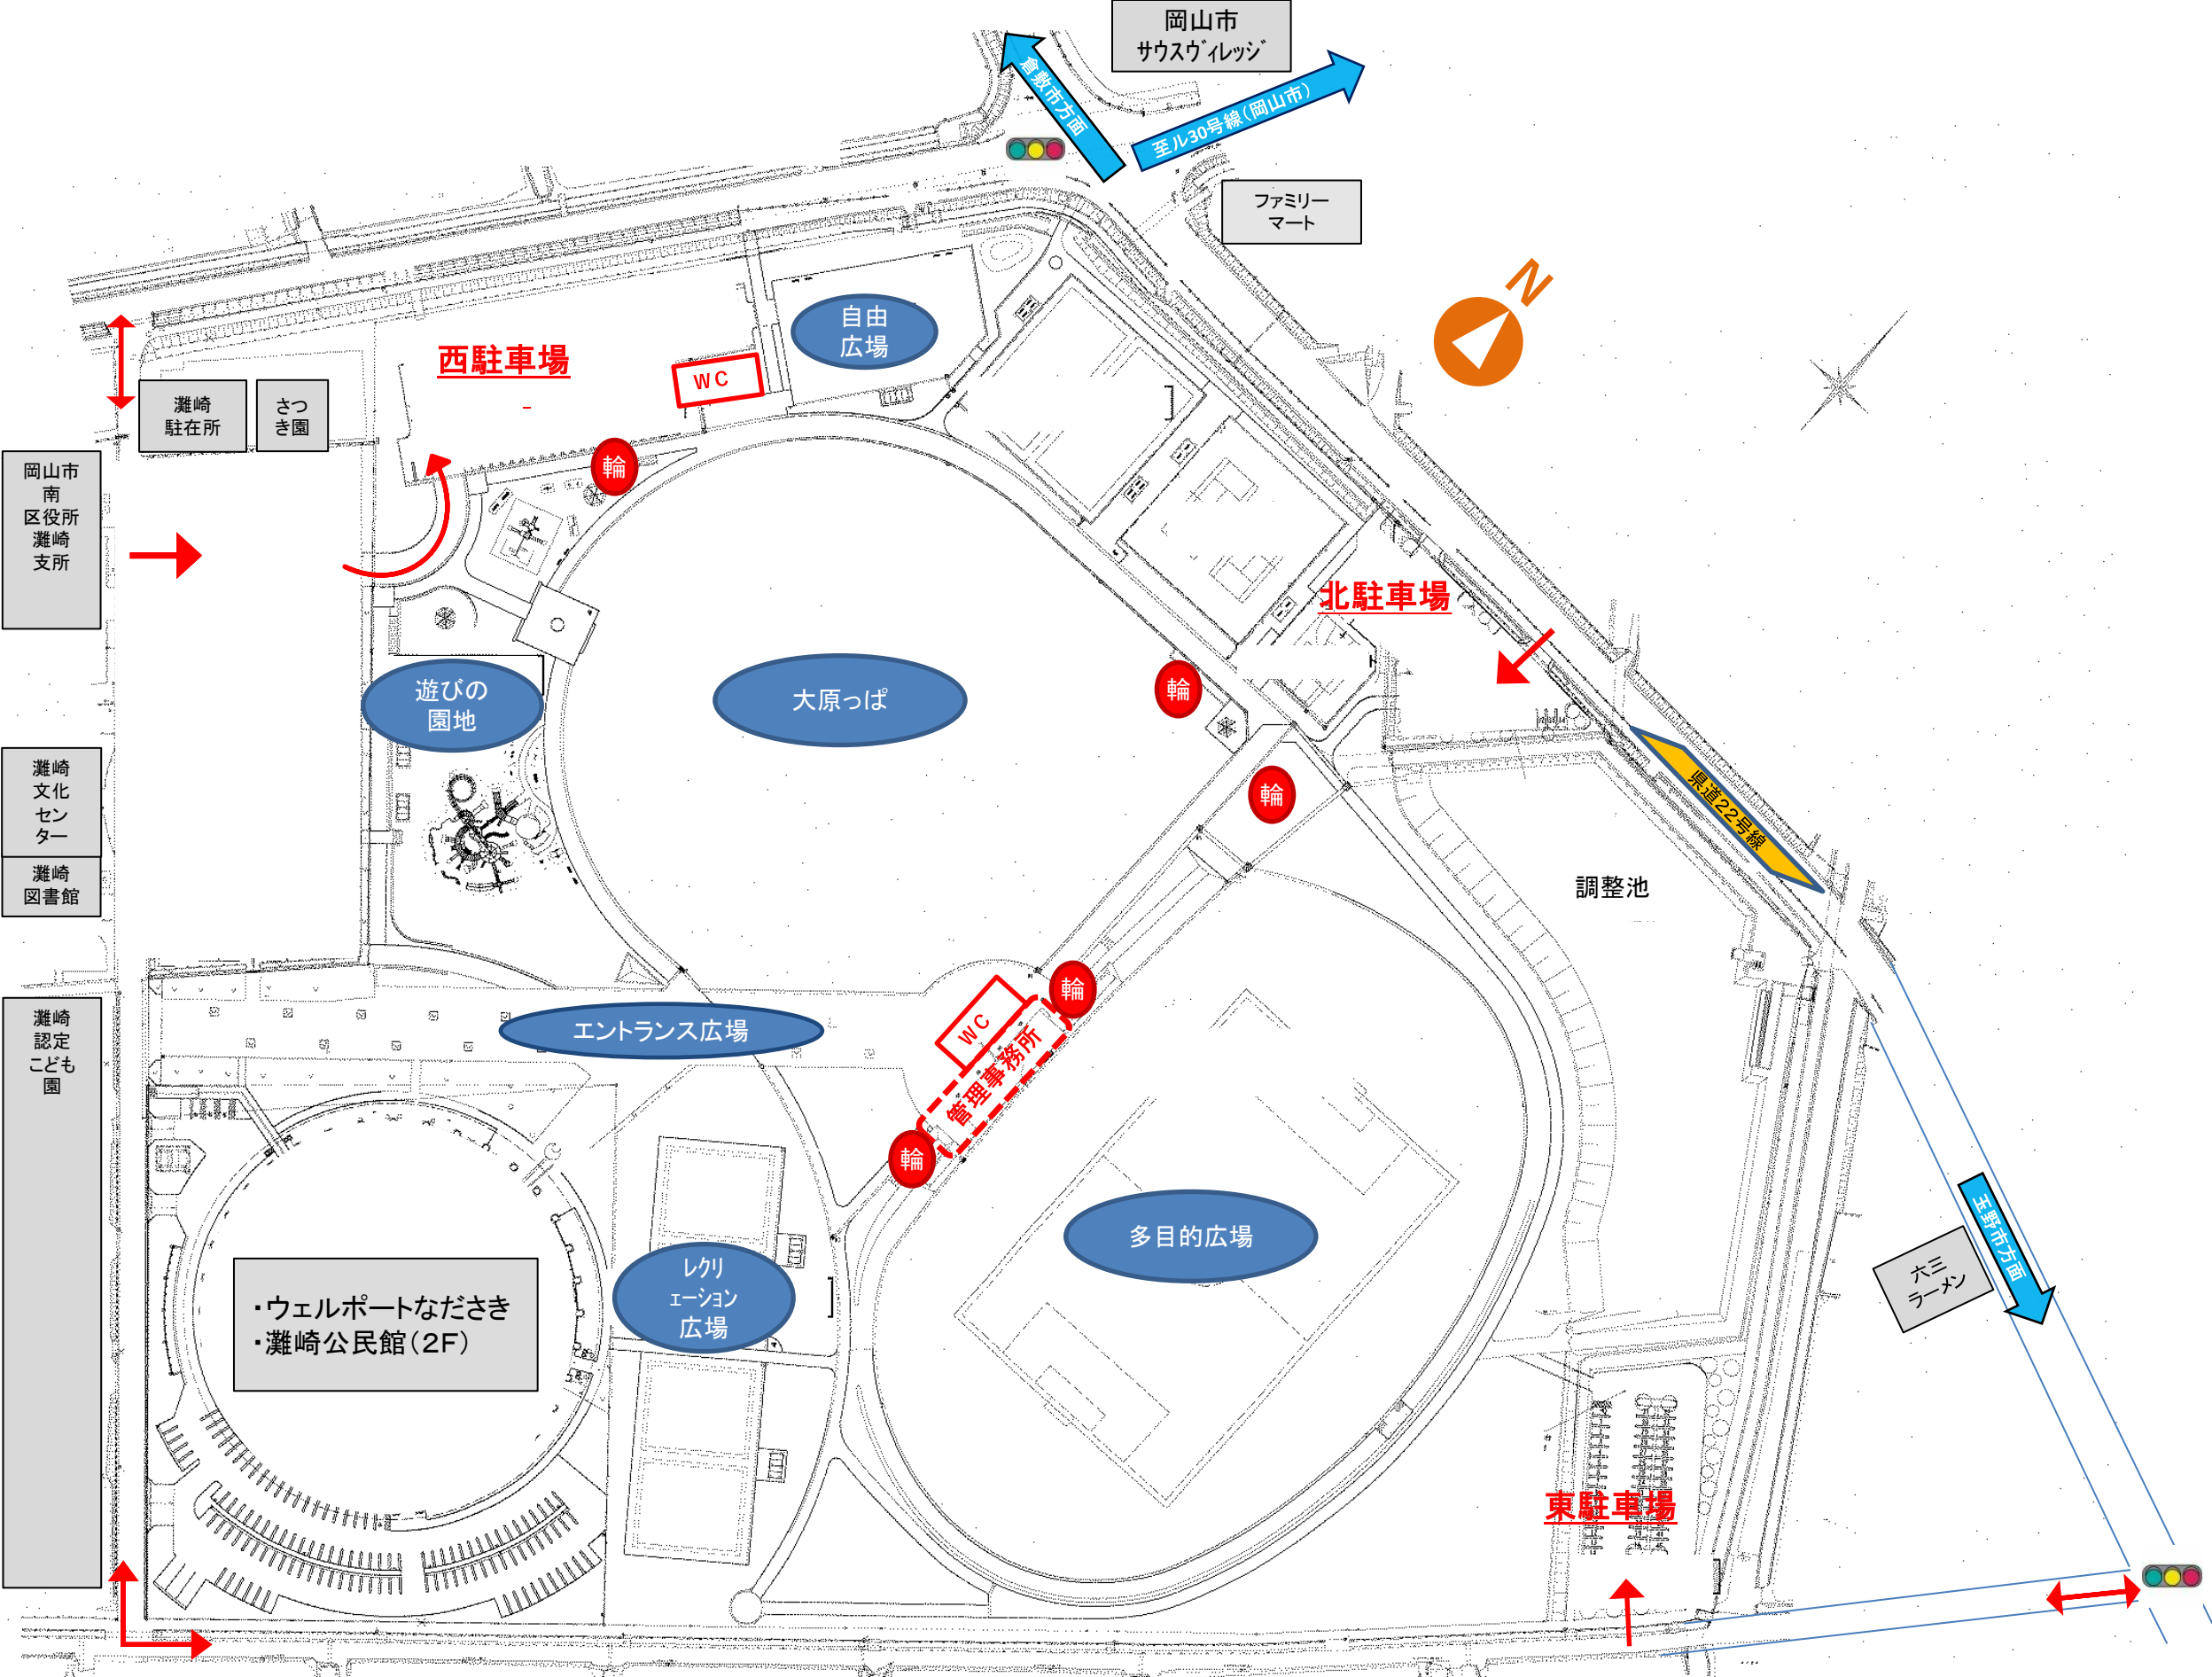 岡山市
サウスヴィレッジ
倉敷市方面
至ル30号線(岡山市)
ファミリー
マート
N
自由
広場
西駐車場
WC
灘崎
駐在所
さつ
き園
輪
岡山市
南
区役所
灘崎
支所
北駐車場
遊びの
園地
大原っぱ
輪
輪
県道22号線
灘崎
文化
セン
ター
灘崎
図書館
調整池
輪
灘崎
認定
こども
園
エントランス広場
WC
管理事務所
輪
多目的広場
玉野市方面
六三
ラーメン
レクリ
エーション
広場
・ウェルポートなださき
・灘崎公民館(2F)
東駐車場